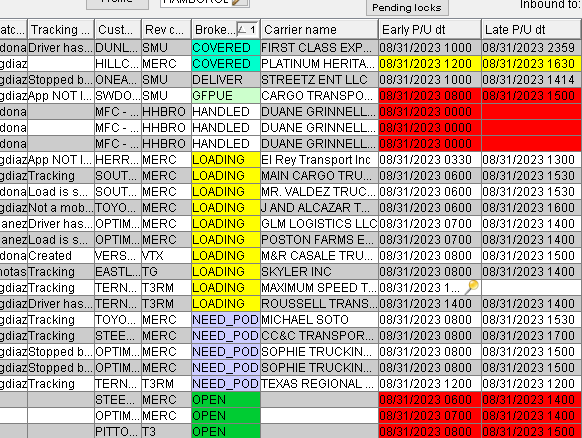 Profile
HAMBURGE
Pending locks
Inbound to:
atc... Tracking ... Cust... Rev c... Broke... 1 Carrier name Early P/U dt Late P/U dt
dona Driver has... DUNL... SMU COVERED FIRST CLASS EXP... 08/31/2023 1000 08/31/2023 2359
gdiaz HILLC... MERC COVERED PLATINUM HERITA... 08/31/2023 1200 08/31/2023 1630
gdiaz Stopped b... ONEA... SMU DELIVER STREETZ ENT LLC 08/31/2023 1000 08/31/2023 1414
gdiaz App NOT I... SWDO... SMU GFPUE CARGO TRANSPO... 08/31/2023 0800 08/31/2023 1500
dona MFC - ... HHBRO HANDLED DUANE GRINNELL... 08/31/2023 0000
dona MFC - ... HHBRO HANDLED DUANE GRINNELL... 08/31/2023 0000
dona MFC - ... HHBRO HANDLED DUANE GRINNELL... 08/31/2023 0000
gdiaz App NOT I... HERR... MERC LOADING El Rey Transport Inc 08/31/2023 0330 08/31/2023 1300
gdiaz Tracking SOUT... MERC LOADING MAIN CARGO TRU... 08/31/2023 0600 08/31/2023 1500
dona Load is s... SOUT... MERC LOADING MR. VALDEZ TRUC... 08/31/2023 0600 08/31/2023 1530
gdiaz Not a mob... TOYO... MERC LOADING J AND ALCAZAR T... 08/31/2023 0600 08/31/2023 1600
anez Driver has... OPTIM... MERC LOADING GLM LOGISTICS LLC 08/31/2023 0700 08/31/2023 1400
anez Load is s... OPTIM... MERC LOADING POSTON FARMS E... 08/31/2023 0700 08/31/2023 1400
dona Created VERS... VTX LOADING M&R CASALE TRU... 08/31/2023 0800 08/31/2023 0800
notas Tracking EASTL... TG LOADING SKYLER INC 08/31/2023 0800 08/31/2023 1400
gdiaz TERN... T3RM LOADING MAXIMUM SPEED T... 08/31/2023 1...
gdiaz Driver has... TERN... T3RM LOADING ROUSSELL TRANS... 08/31/2023 1400 08/31/2023 1400
gdiaz Tracking TOYO... MERC NEED_POD MICHAEL SOTO 08/31/2023 0800 08/31/2023 1530
gdiaz Tracking STEE... MERC NEED_POD CC&C TRANSPOR... 08/31/2023 0800 08/31/2023 1700
gdiaz Stopped b... OPTIM... MERC NEED_POD SOPHIE TRUCKIN... 08/31/2023 0800 08/31/2023 1500
gdiaz Stopped b... OPTIM... MERC NEED_POD SOPHIE TRUCKIN... 08/31/2023 0800 08/31/2023 1500
gdiaz Tracking TERN... T3RM NEED_POD TEXAS REGIONAL ... 08/31/2023 1200 08/31/2023 1200
STEE... MERC OPEN 08/31/2023 0600 08/31/2023 1400
OPTIM... MERC OPEN 08/31/2023 0700 08/31/2023 1400
PITTO... T3 OPEN 08/31/2023 0800 08/31/2023 1500